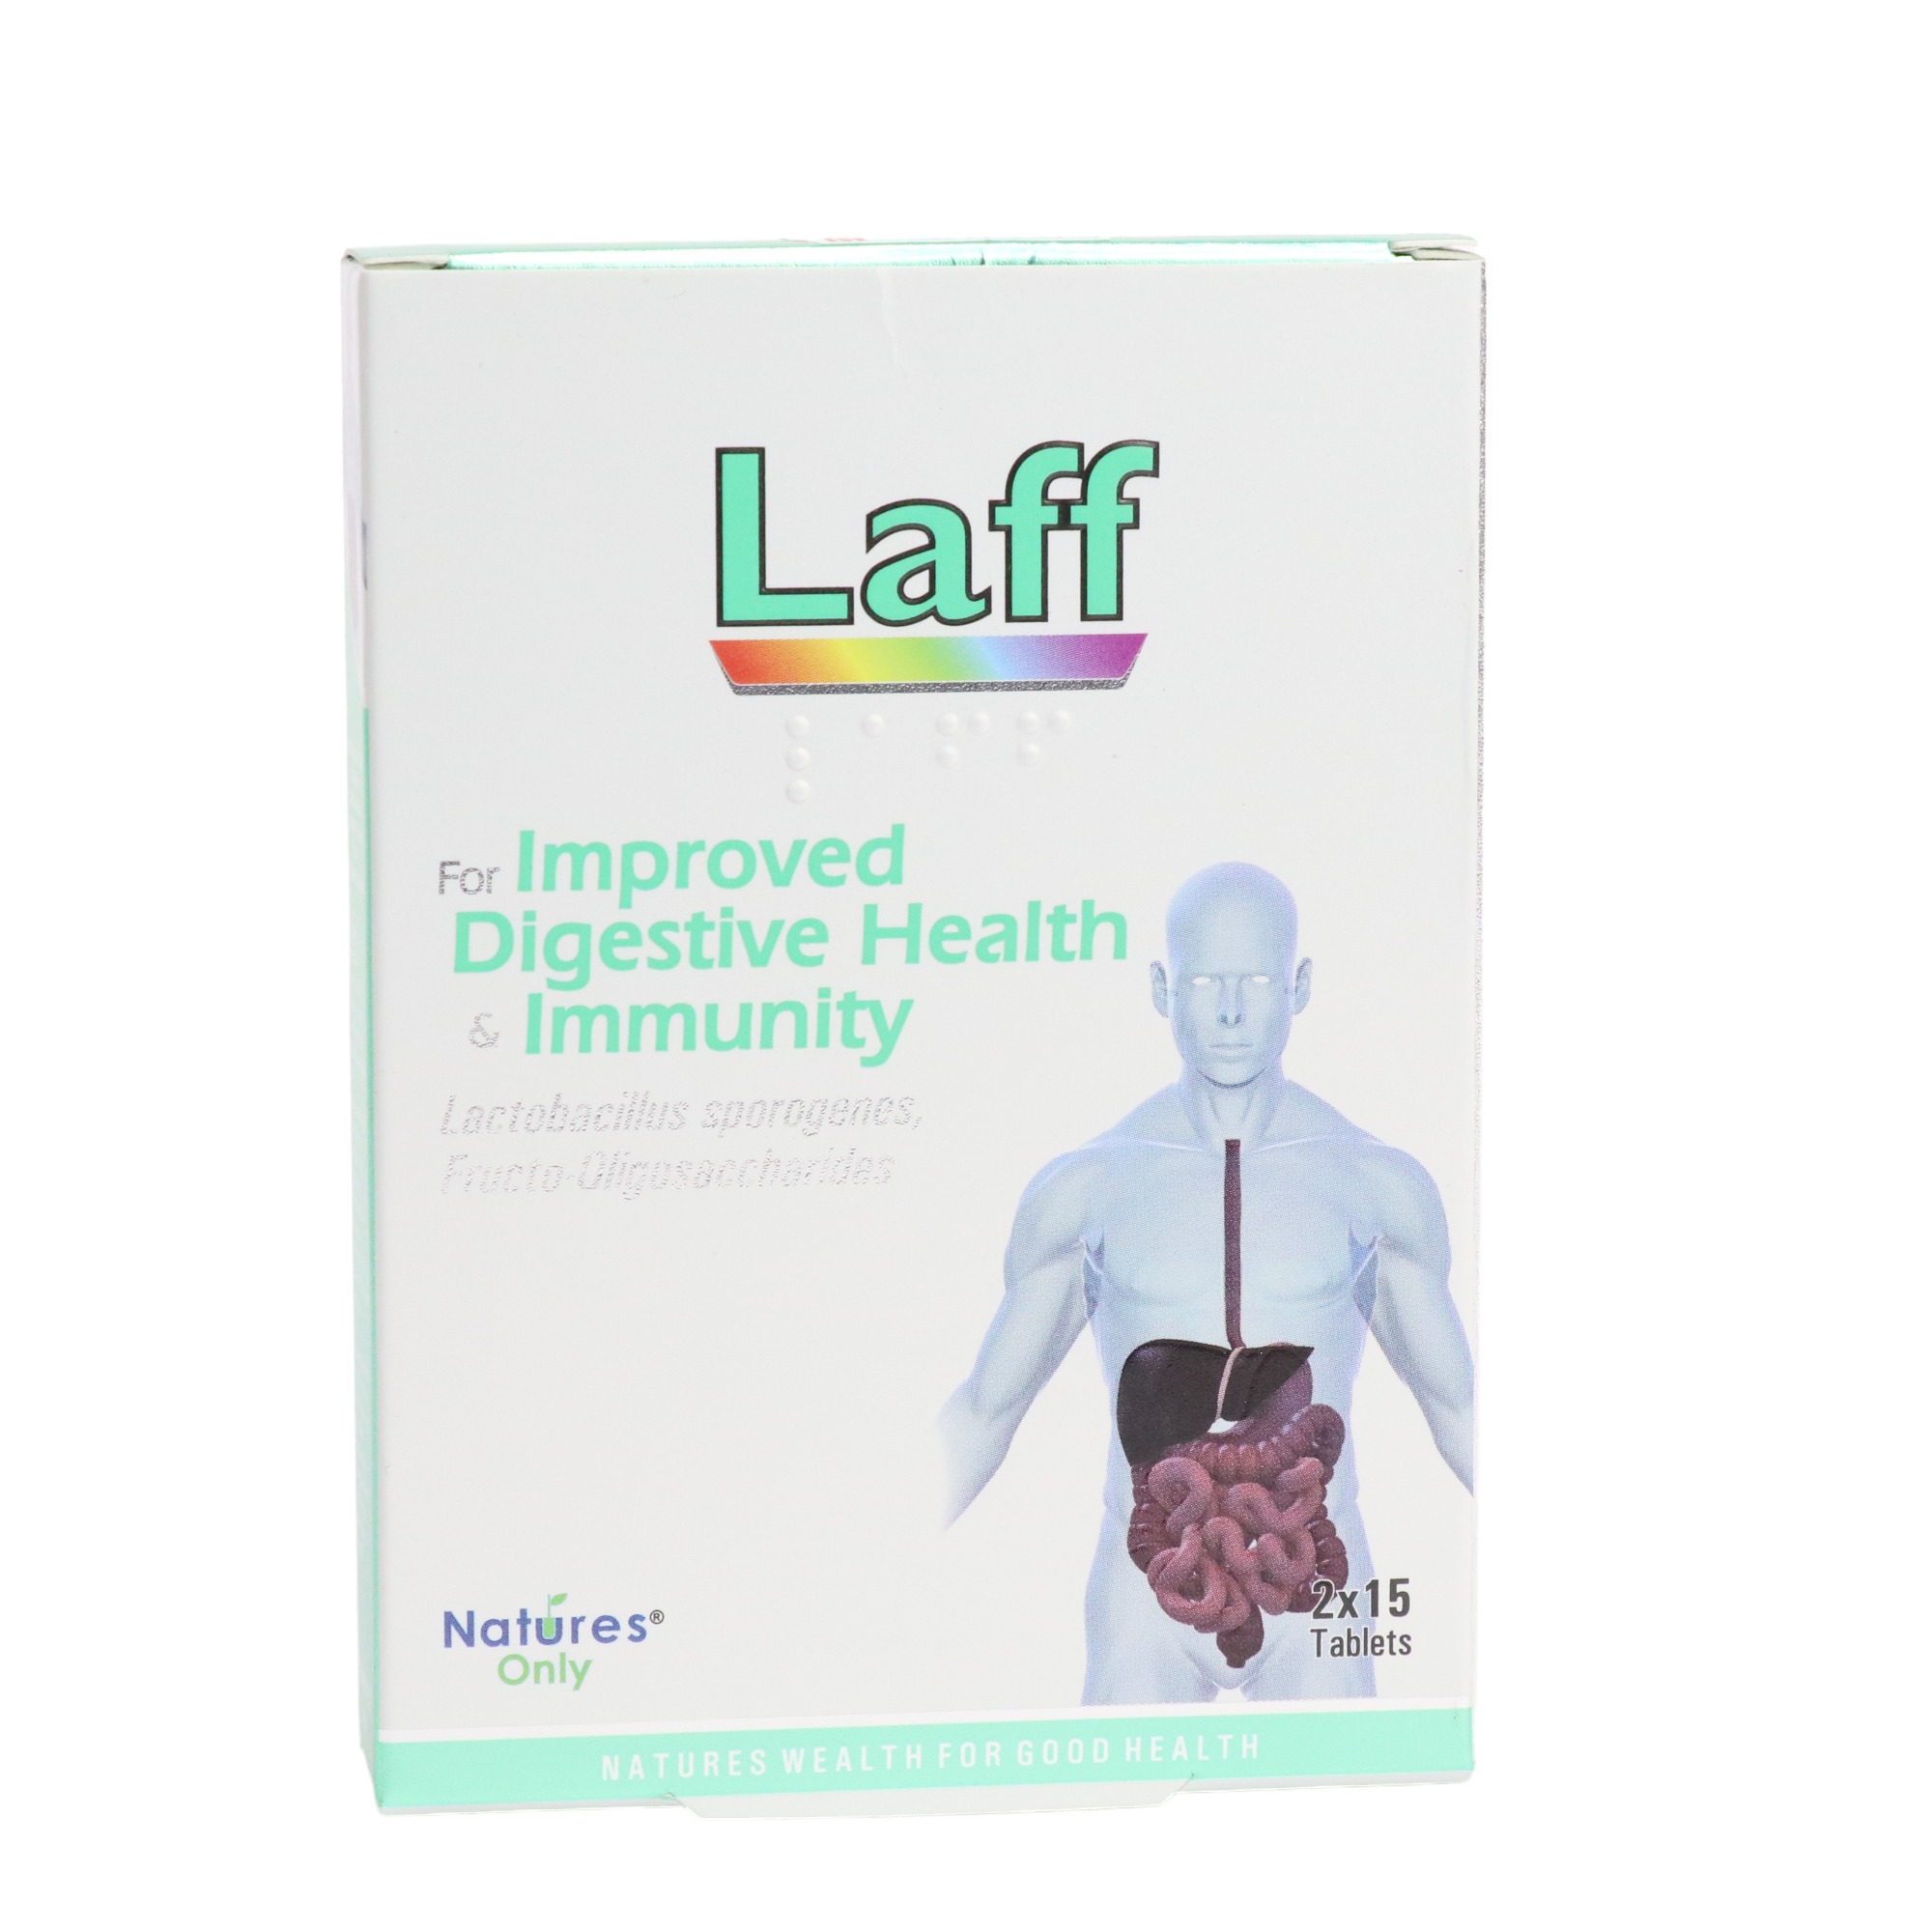 Laff
For Improved
Digestive Health
& Immunity
Lactobacillus sporogenes,
Fructo-Oligosaccharides
Natures®
Only
2x15
Tablets
NATURES WEALTH FOR GOOD HEALTH